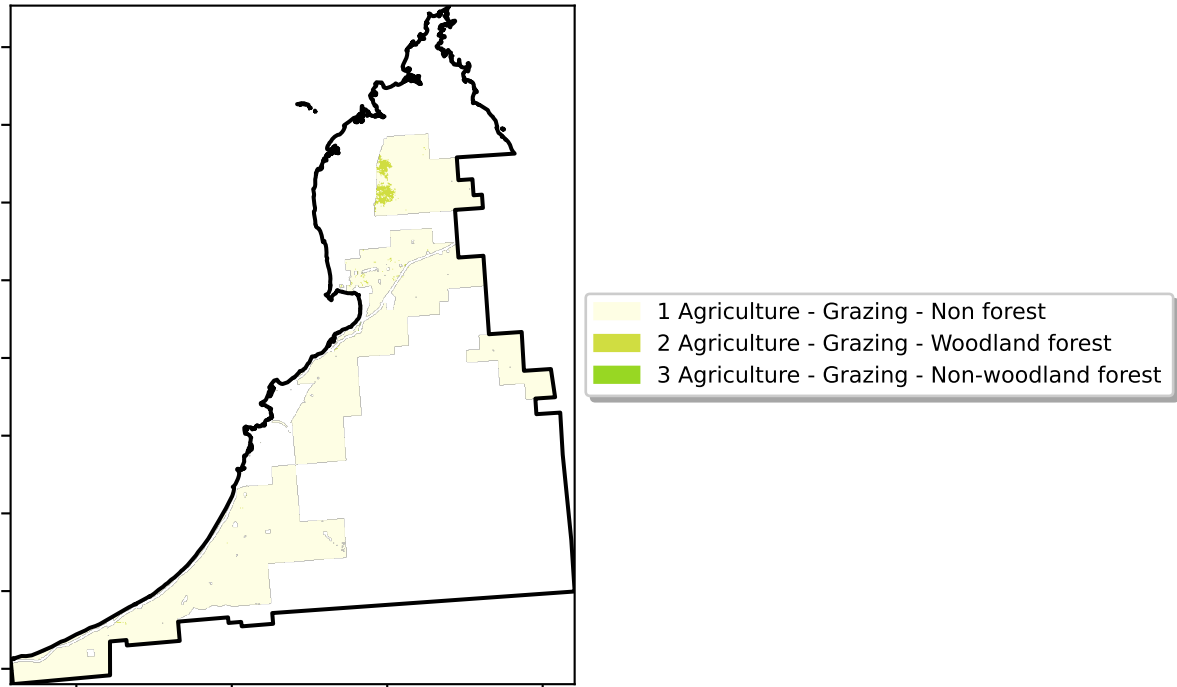 1 Agriculture - Grazing - Non forest
2 Agriculture - Grazing - Woodland forest
3 Agriculture - Grazing - Non-woodland forest